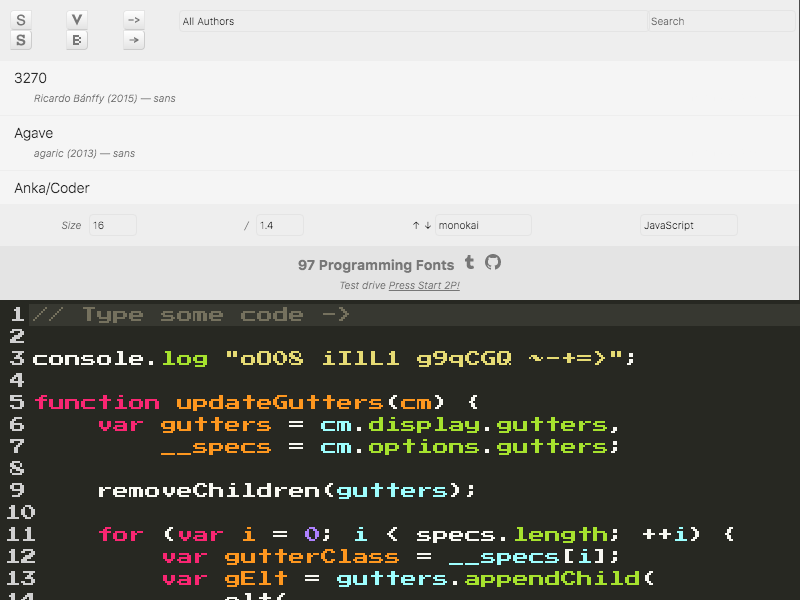 S V -> All Authors Search
S B →
3270
Ricardo Bánffy (2015) — sans
Agave
agaric (2013) — sans
Anka/Coder
Size 16 / 1.4 ↑ ↓ monokai JavaScript
97 Programming Fonts
Test drive Press Start 2P!
1 // Type some code ->
2
3 console.log "oO08 iIlL1 g9qCGQ ~-+=>";
4
5 function updateGutters(cm) {
6 var gutters = cm.display.gutters,
7 __specs = cm.options.gutters;
8
9 removeChildren(gutters);
10
11 for (var i = 0; i < specs.length; ++i) {
12 var gutterClass = __specs[i];
13 var gElt = gutters.appendChild(
14 elt(